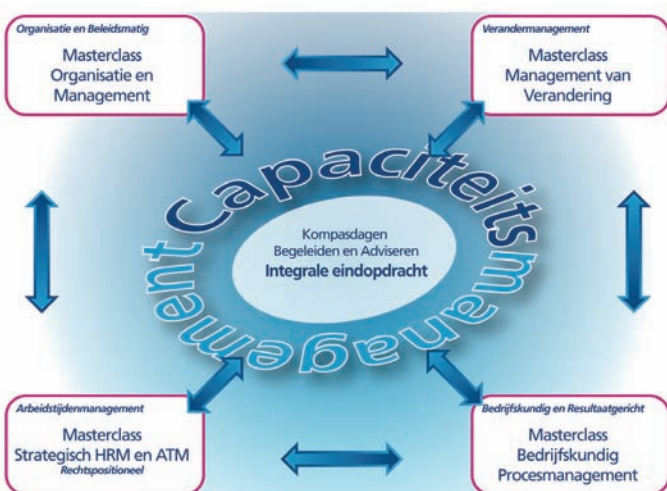 Organisatie en Beleidsmatig
Masterclass
Organisatie en
Management
Verandermanagement
Masterclass
Management van
Verandering
Capaciteitsmanagement
Kompasdagen
Begeleiden en Adviseren
Integrale eindopdracht
Arbeidstijdenmanagement
Masterclass
Strategisch HRM en ATM
Rechtspositioneel
Bedrijfskundig en Resultaatgericht
Masterclass
Bedrijfskundig
Procesmanagement